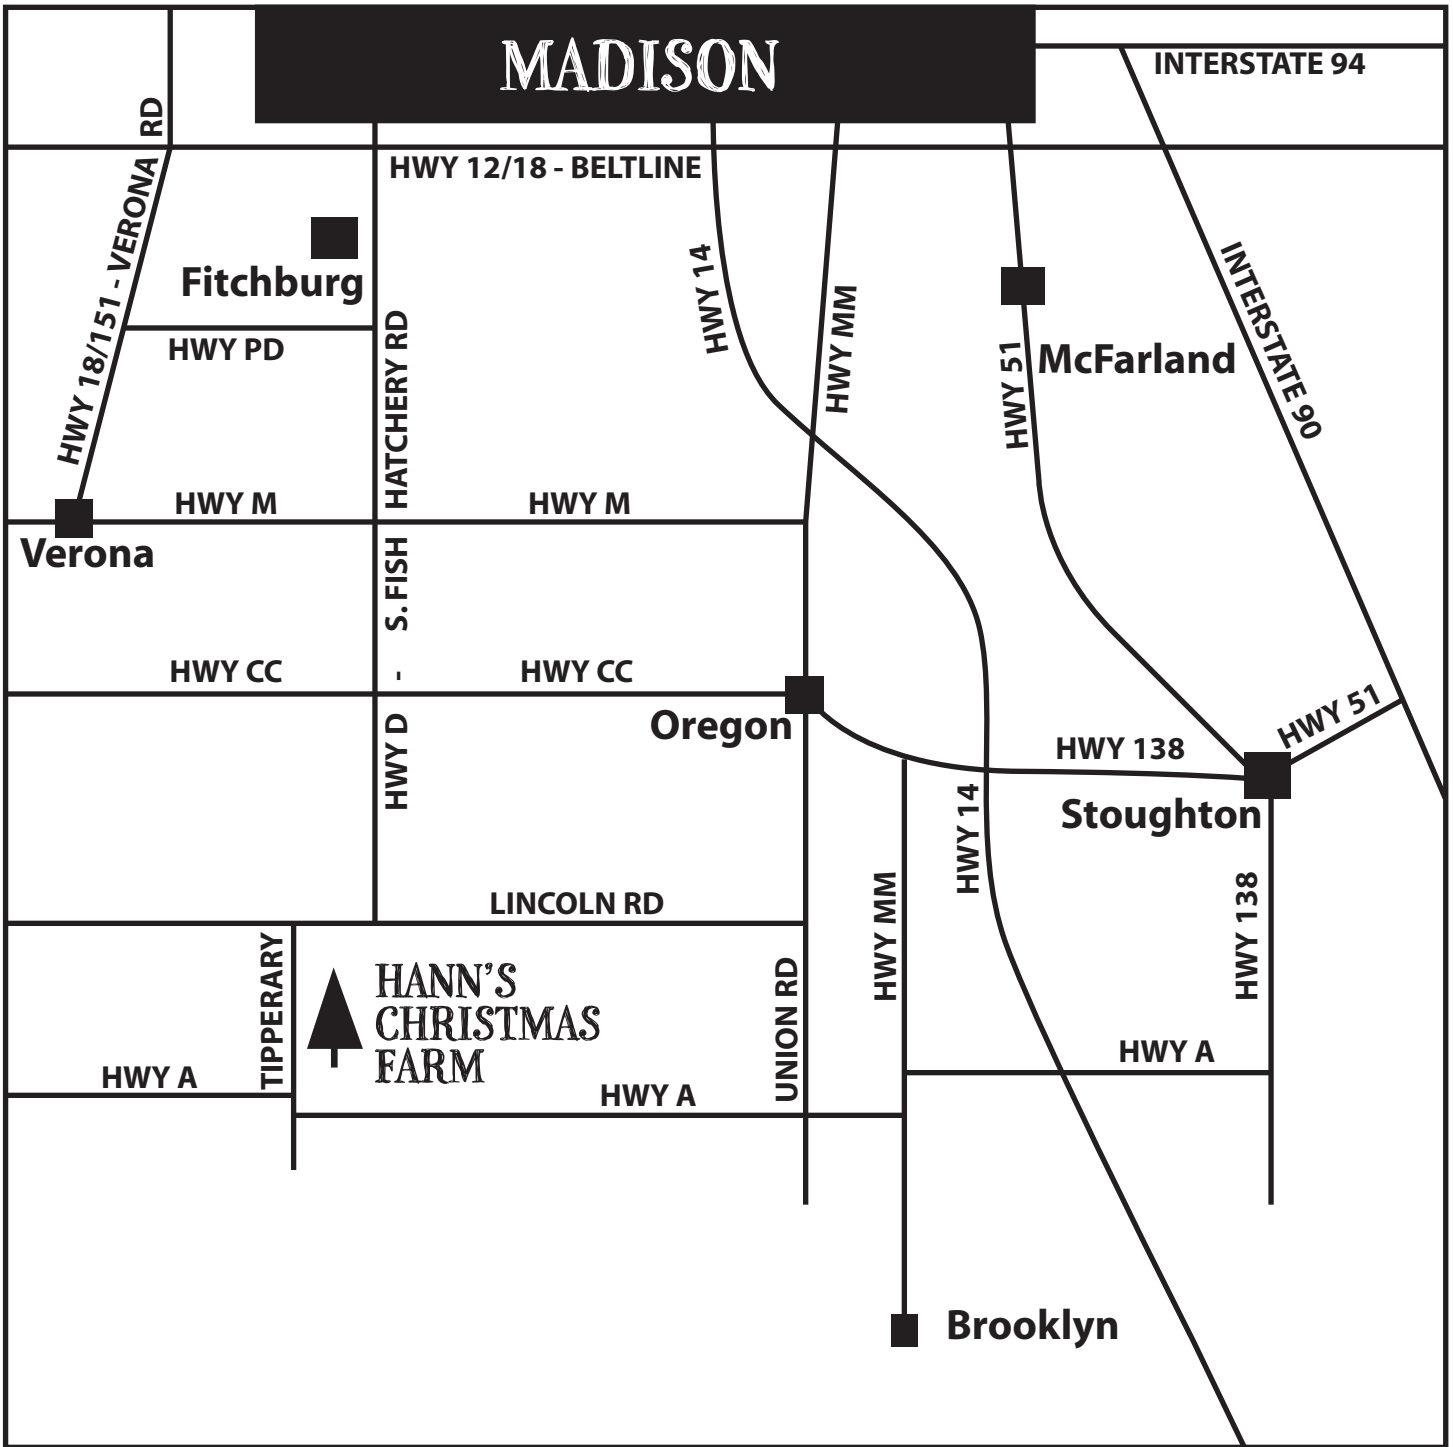 MADISON
INTERSTATE 94
HWY 18/151 - VERONA RD
HWY 12/18 - BELTLINE
Fitchburg
HWY PD
HWY D - S. FISH HATCHERY RD
HWY 14
HWY MM
HWY 51
McFarland
INTERSTATE 90
HWY M
HWY M
Verona
HWY CC
HWY CC
Oregon
HWY 138
HWY 51
Stoughton
HWY 14
HWY MM
HWY 138
LINCOLN RD
TIPPERARY
HANN'S
CHRISTMAS
FARM
UNION RD
HWY A
HWY A
HWY A
Brooklyn